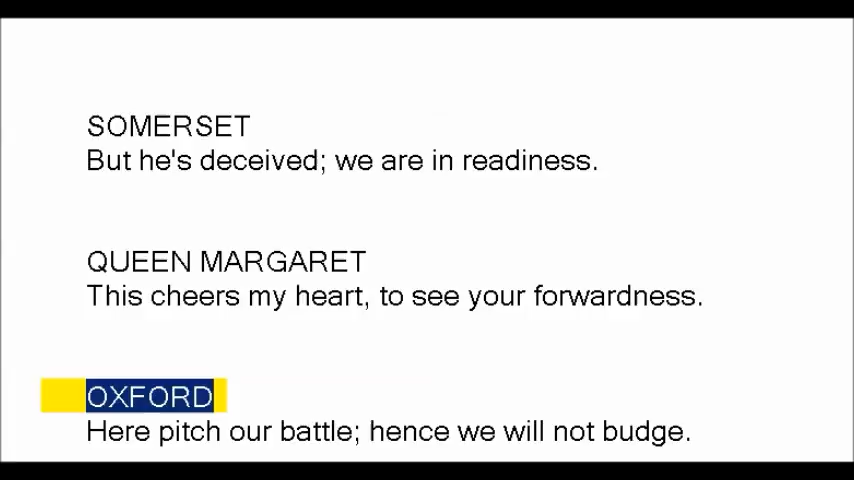 SOMERSET
But he's deceived; we are in readiness.
QUEEN MARGARET
This cheers my heart, to see your forwardness.
OXFORD
Here pitch our battle; hence we will not budge.